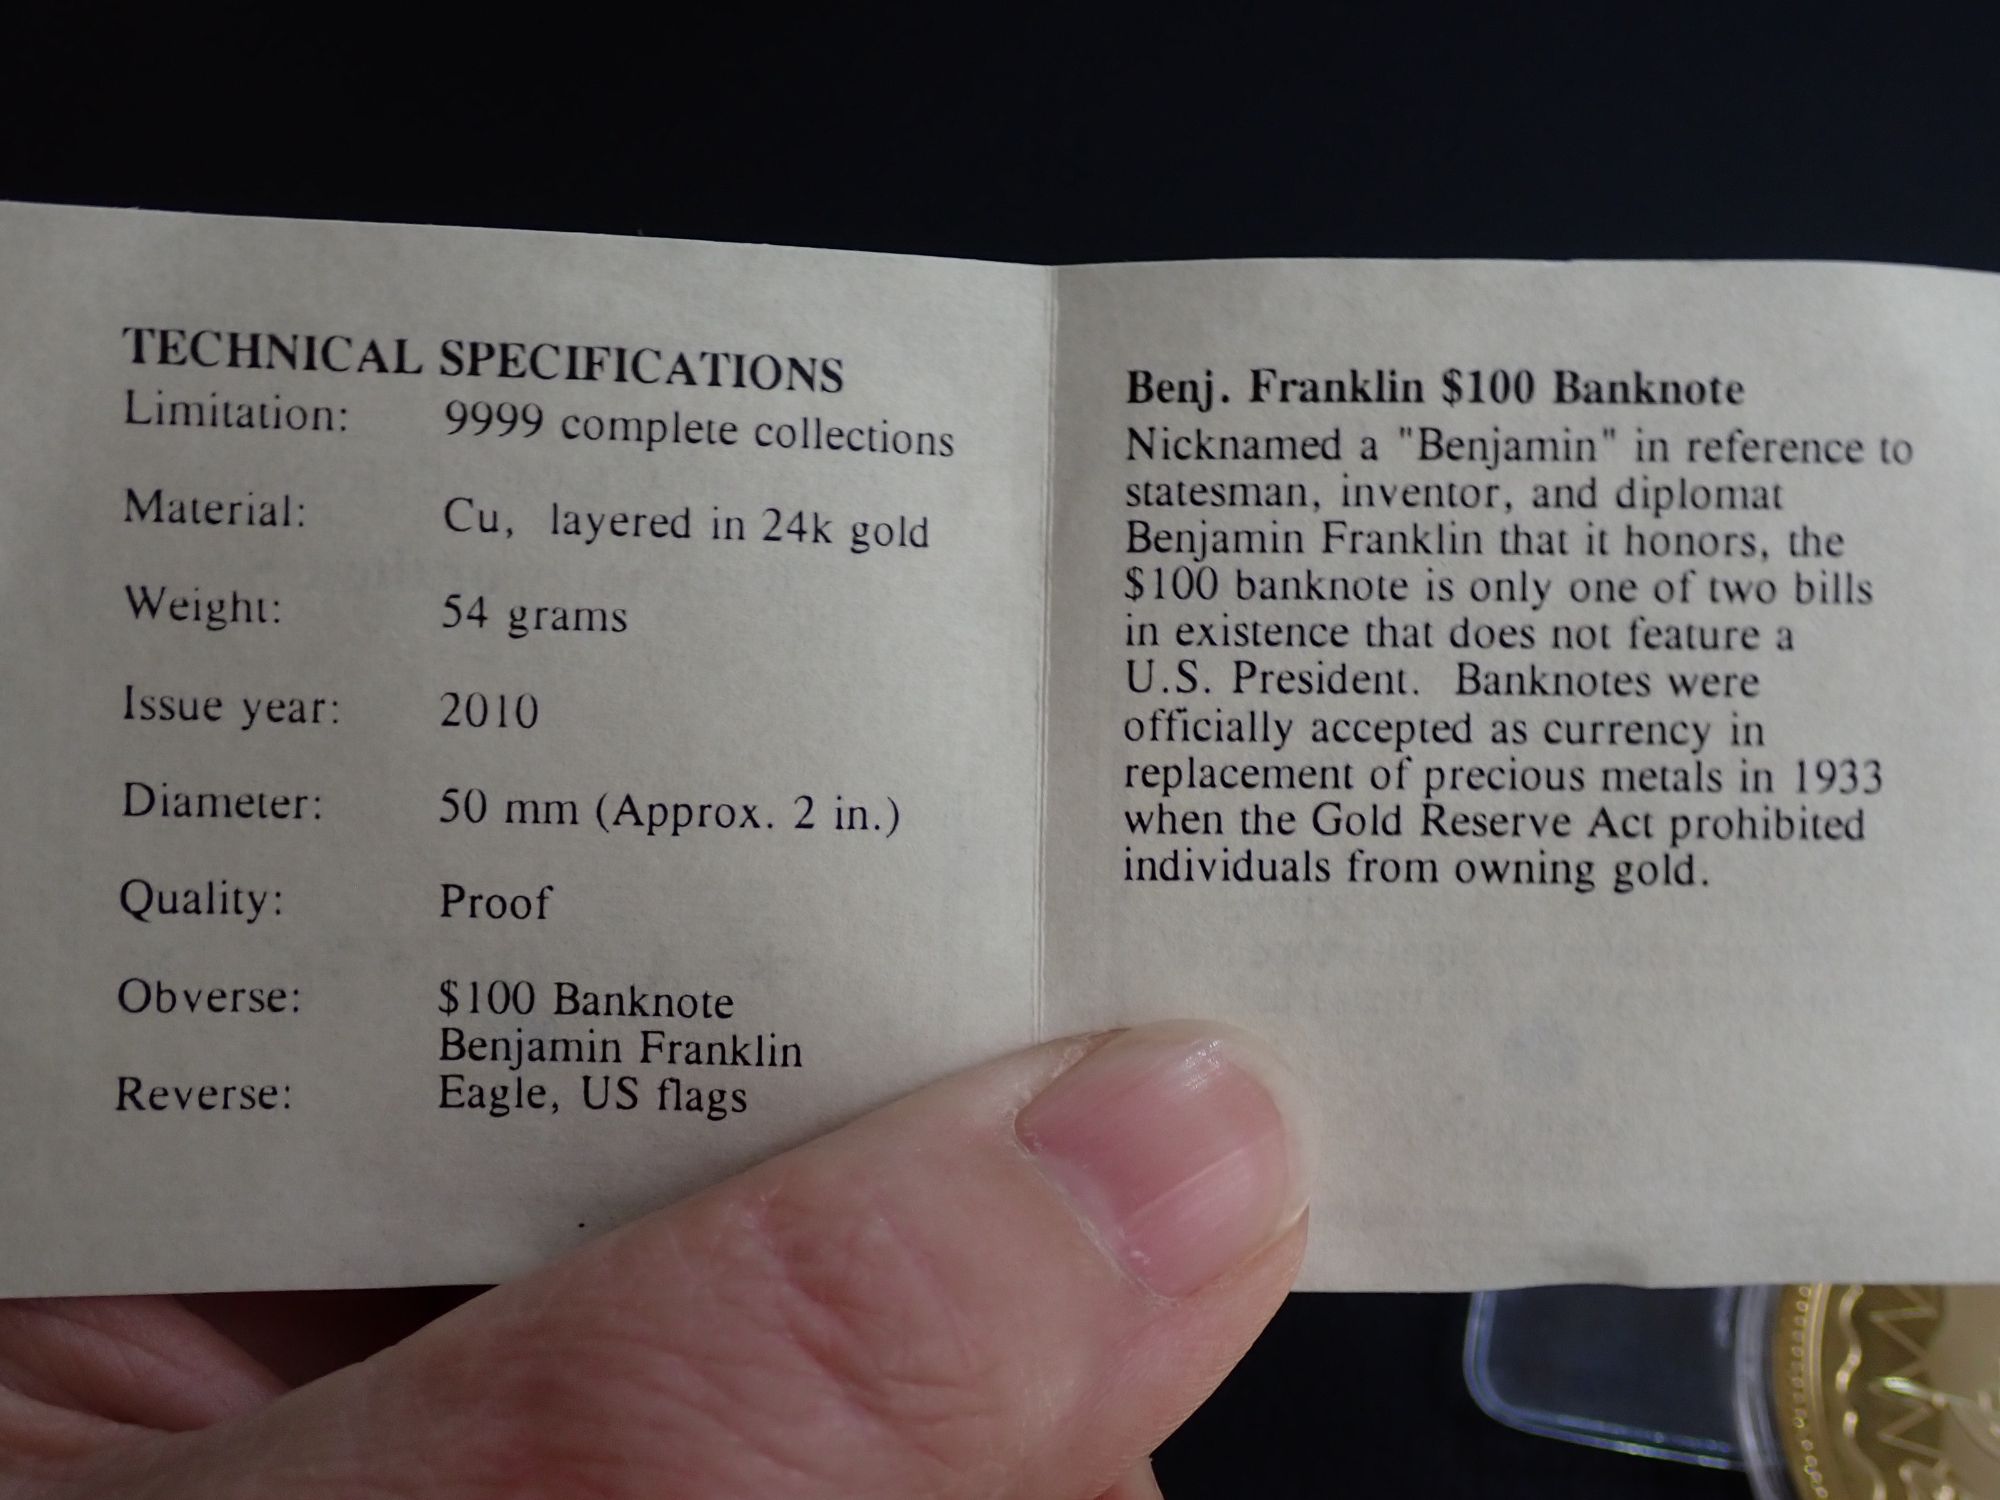 TECHNICAL SPECIFICATIONS
Limitation: 9999 complete collections
Material: Cu, layered in 24k gold
Weight: 54 grams
Issue year: 2010
Diameter: 50 mm (Approx. 2 in.)
Quality: Proof
Obverse: $100 Banknote
Benjamin Franklin
Reverse: Eagle, US flags
Benj. Franklin $100 Banknote
Nicknamed a "Benjamin" in reference to
statesman, inventor, and diplomat
Benjamin Franklin that it honors, the
$100 banknote is only one of two bills
in existence that does not feature a
U.S. President. Banknotes were
officially accepted as currency in
replacement of precious metals in 1933
when the Gold Reserve Act prohibited
individuals from owning gold.